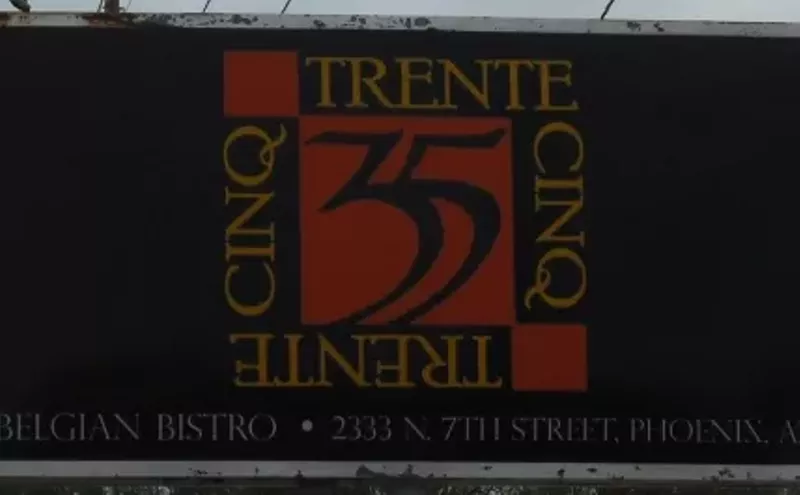 TRENTE
CINQ
35
CINQ
TRENTE
BELGIAN BISTRO • 2333 N. 7TH STREET, PHOENIX, A